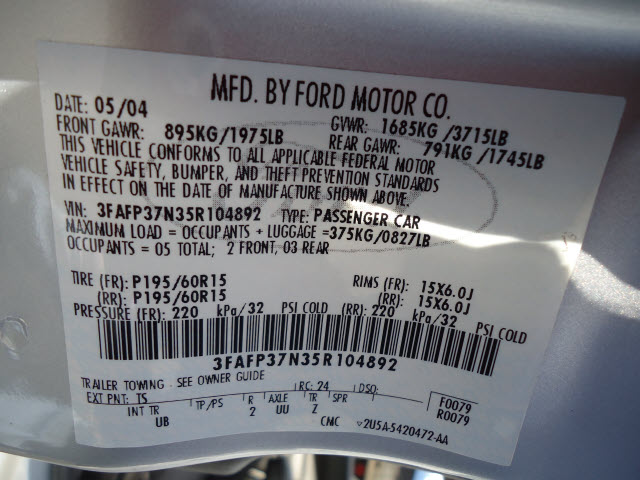 MFD. BY FORD MOTOR CO.
DATE: 05/04 GVWR: 1685KG /3715LB
FRONT GAWR: 895KG/1975LB REAR GAWR: 791KG /1745LB
THIS VEHICLE CONFORMS TO ALL APPLICABLE FEDERAL MOTOR
VEHICLE SAFETY, BUMPER, AND THEFT PREVENTION STANDARDS
IN EFFECT ON THE DATE OF MANUFACTURE SHOWN ABOVE.
VIN: 3FAFP37N35R104892 TYPE: PASSENGER CAR
MAXIMUM LOAD = OCCUPANTS + LUGGAGE =375KG/0827LB
OCCUPANTS = 05 TOTAL; 2 FRONT, 03 REAR
TIRE (FR): P195/60R15 RIMS (FR): 15X6.0J
(RR): P195/60R15 (RR): 15X6.0J
PRESSURE (FR): 220 kPa/32 PSI COLD (RR): 220 kPa/32 PSI COLD
3FAFP37N35R104892
TRAILER TOWING - SEE OWNER GUIDE
EXT PNT: TS RC: 24 DSO: F0079
INT TR TP/PS R AXLE TR SPR R0079
UB 2 UU Z
CMC 2U5A-5420472-AA